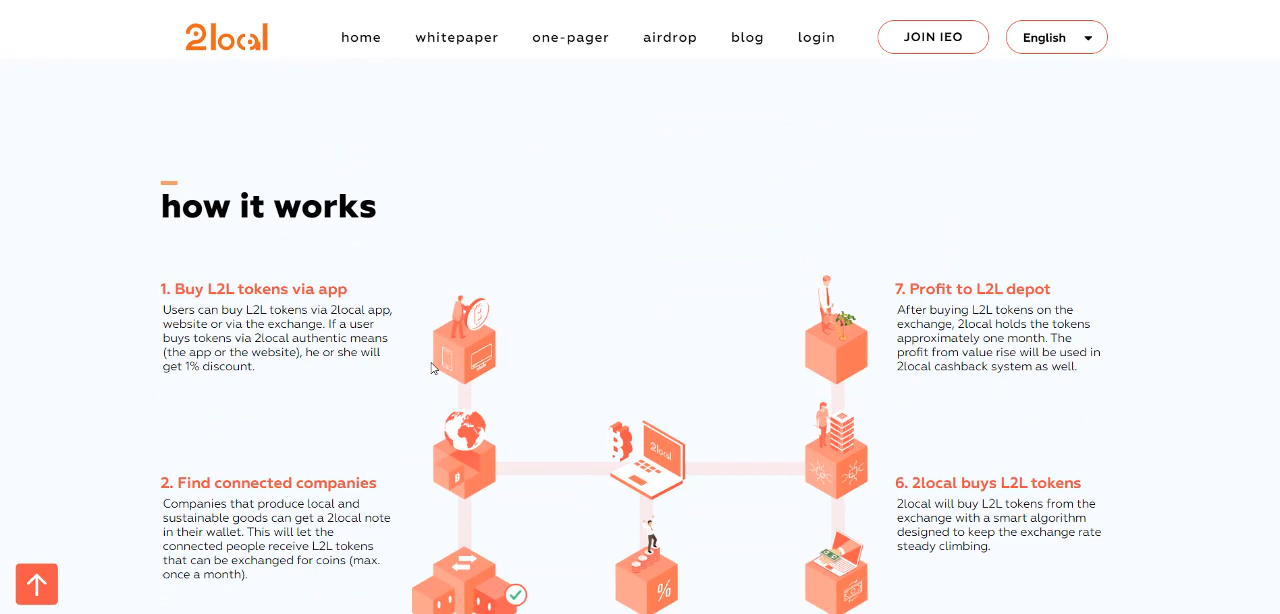 2local
home
whitepaper
one-pager
airdrop
blog
login
JOIN IEO
English
how it works
1. Buy L2L tokens via app
Users can buy L2L tokens via 2local app,
website or via the exchange. If a user
buys tokens via 2local authentic means
(the app or the website), he or she will
get 1% discount.
7. Profit to L2L depot
After buying L2L tokens on the
exchange, 2local holds the tokens
approximately one month. The
profit from value rise will be used in
2local cashback system as well.
2local
2. Find connected companies
Companies that produce local and
sustainable goods can get a 2local note
in their wallet. This will let the
connected people receive L2L tokens
that can be exchanged for coins (max.
once a month).
6. 2local buys L2L tokens
2local will buy L2L tokens from the
exchange with a smart algorithm
designed to keep the exchange rate
steady climbing.
%